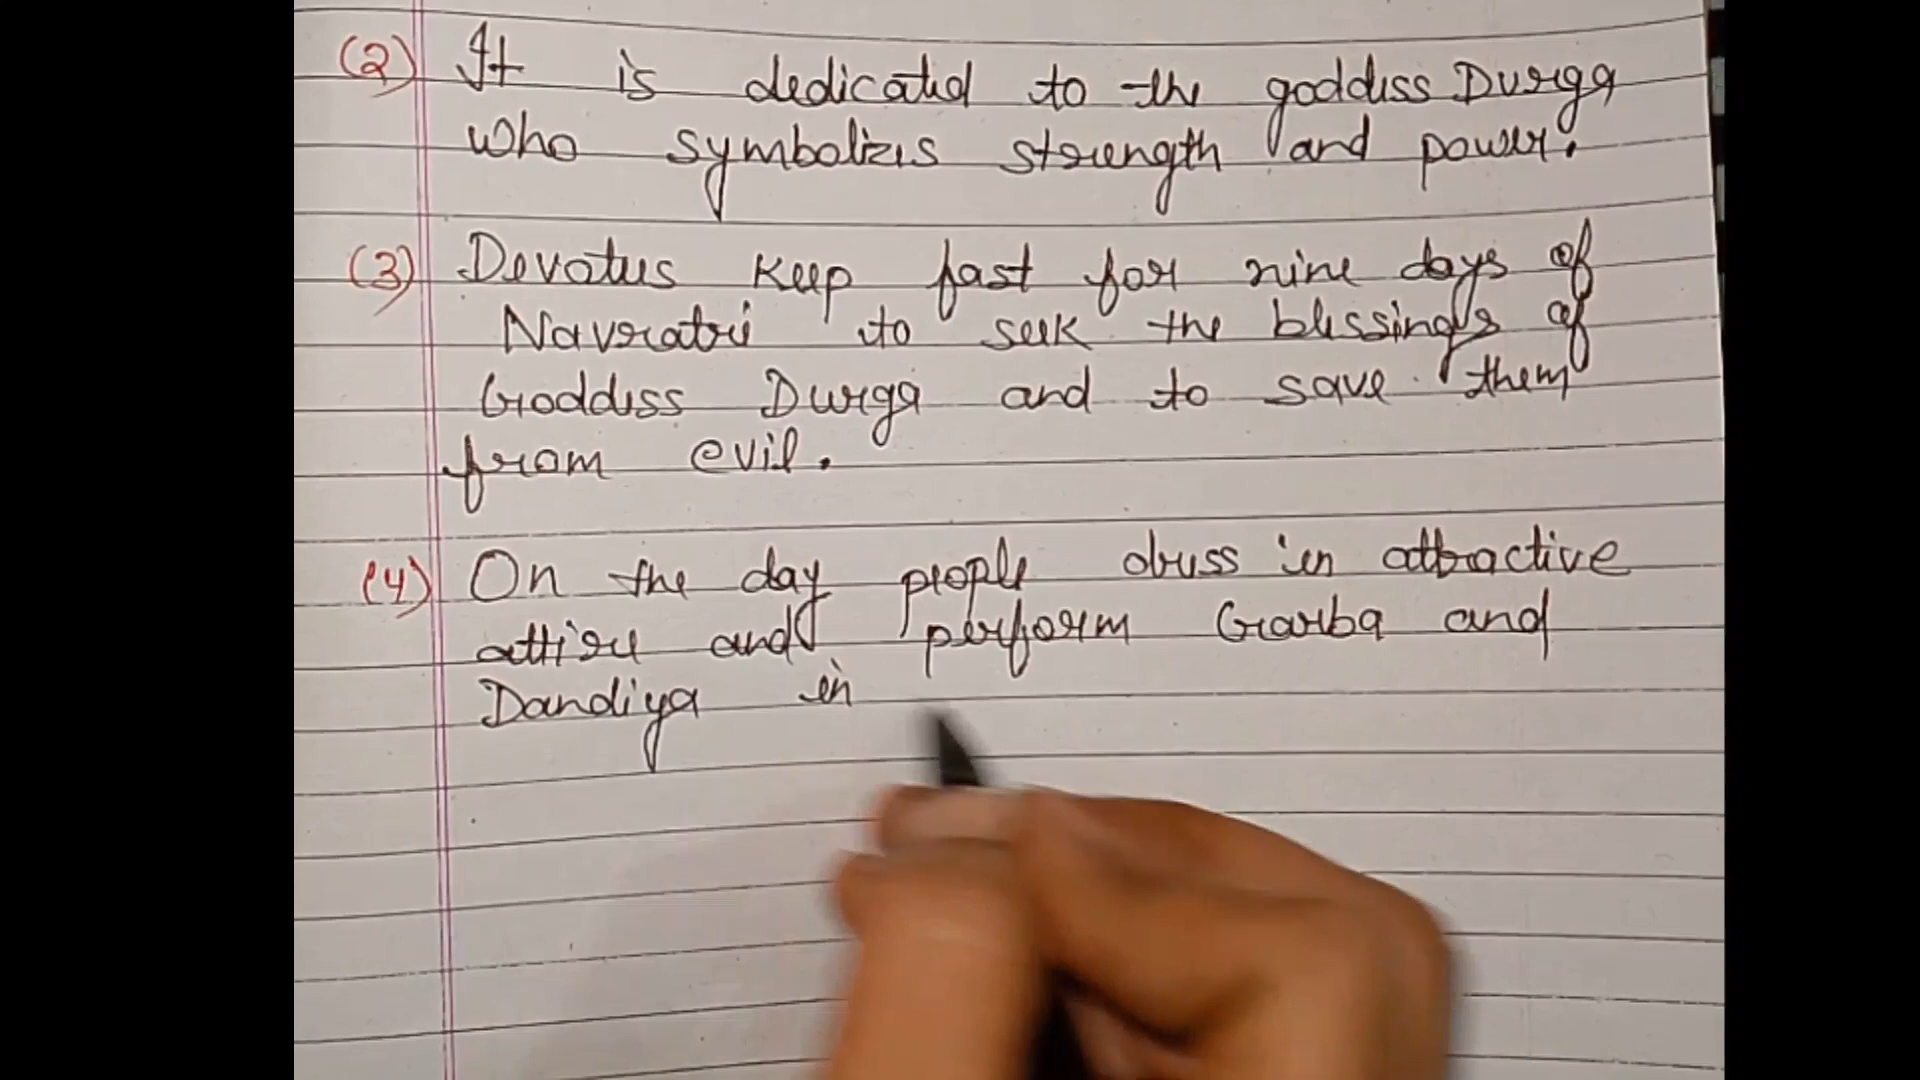 (2) It is dedicated to the goddess Durga
who symbolizes strength and power.
(3) Devotees keep fast for nine days of
Navratri to seek the blessings of
Goddess Durga and to save them
from evil.
(4) On the day people dress in attractive
attire and perform Garba and
Dandiya in